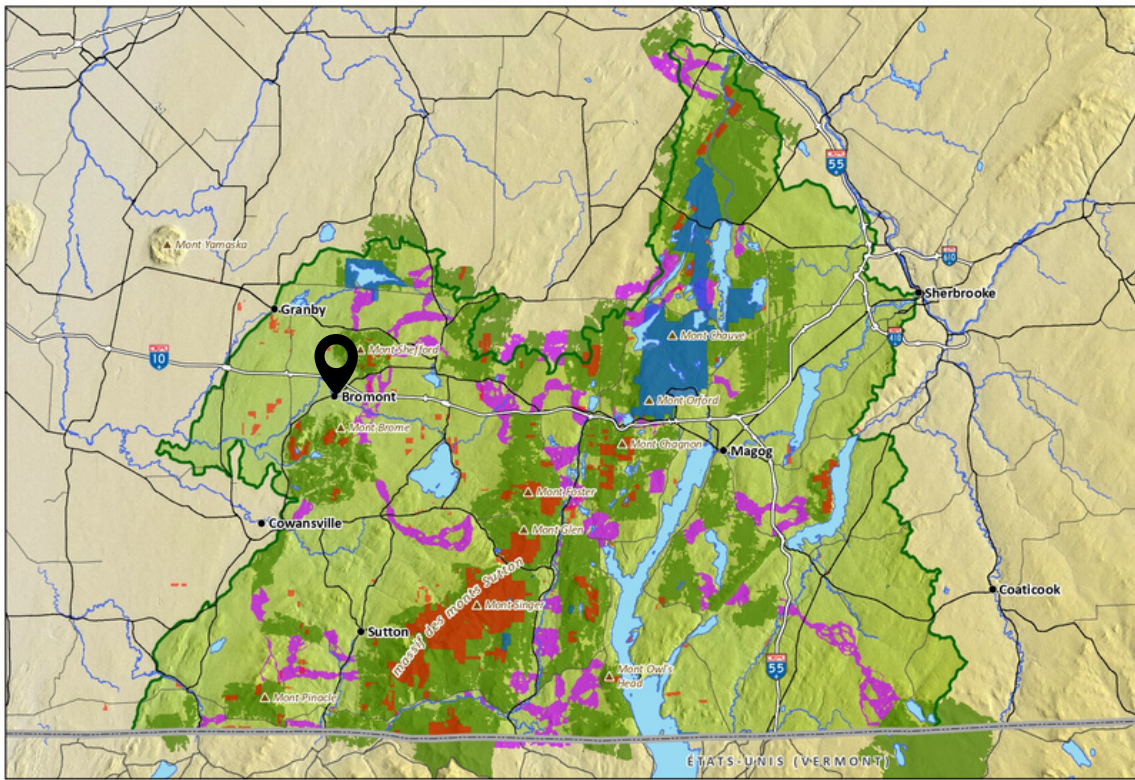 55
Mont Yamaska
610
Sherbrooke
Granby
Mont Chauve
410
10
Mont Shefford
Bromont
Mont Orford
Mont Brome
Mont Chagnon
Magog
Mont Foster
Cowansville
Mont Glen
massif des monts Sutton
Mont Singer
Coaticook
Sutton
Mont Owl's
Head
55
Mont Pinacle
ÉTATS-UNIS (VERMONT)